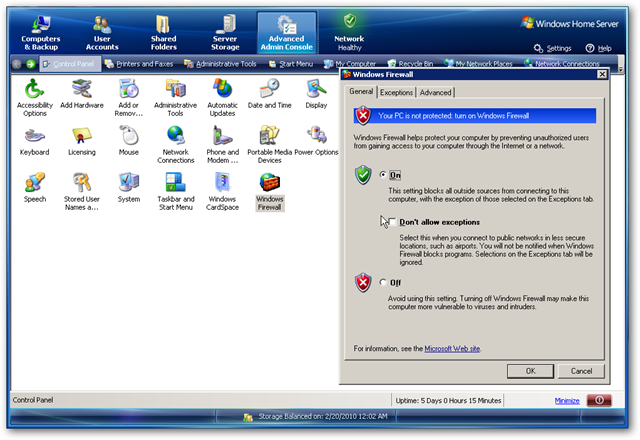 Computers & Backup
User Accounts
Shared Folders
Server Storage
Advanced Admin Console
Network Healthy
Windows Home Server
Settings
Help
Control Panel
Printers and Faxes
Administrative Tools
Start Menu
My Computer
Recycle Bin
My Network Places
Network Connections
Accessibility Options
Add Hardware
Add or Remov...
Administrative Tools
Automatic Updates
Date and Time
Display
Keyboard
Licensing
Mouse
Network Connections
Phone and Modem ...
Portable Media Devices
Power Options
Speech
Stored User Names a...
System
Taskbar and Start Menu
Windows CardSpace
Windows Firewall
Windows Firewall
General
Exceptions
Advanced
Your PC is not protected: turn on Windows Firewall
Windows Firewall helps protect your computer by preventing unauthorized users
from gaining access to your computer through the Internet or a network.
On
This setting blocks all outside sources from connecting to this
computer, with the exception of those selected on the Exceptions tab.
Don't allow exceptions
Select this when you connect to public networks in less secure
locations, such as airports. You will not be notified when Windows
Firewall blocks programs. Selections on the Exceptions tab will be
ignored.
Off
Avoid using this setting. Turning off Windows Firewall may make this
computer more vulnerable to viruses and intruders.
For information, see the Microsoft Web site.
OK
Cancel
Control Panel
Uptime: 5 Days 0 Hours 15 Minutes
Minimize
Storage Balanced on: 2/20/2010 12:02 AM